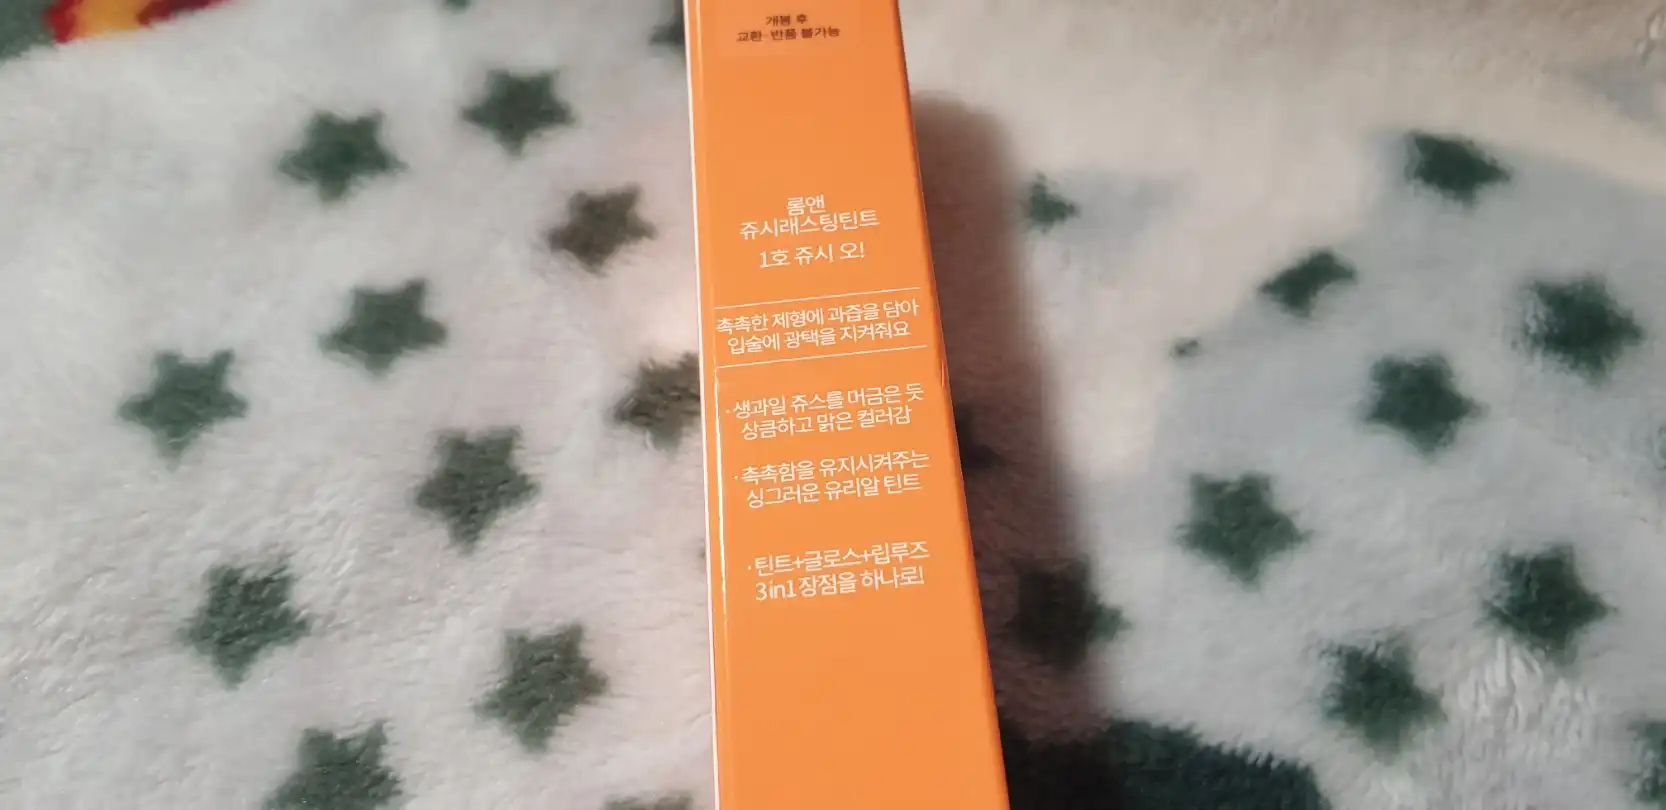 개봉 후
교환·반품 불가능
롬앤
쥬시래스팅틴트
1호 쥬시 오!
촉촉한 제형에 과즙을 담아
입술에 광택을 지켜줘요
·생과일 쥬스를 머금은 듯
상큼하고 맑은 컬러감
·촉촉함을 유지시켜주는
싱그러운 유리알 틴트
·틴트+글로스+립루즈
3in1 장점을 하나로!